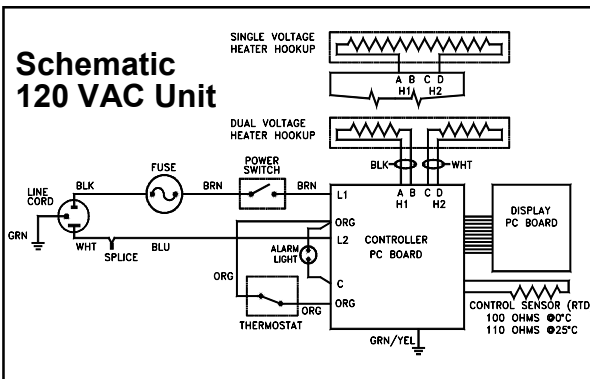 Schematic
120 VAC Unit
SINGLE VOLTAGE
HEATER HOOKUP
A B C D
H1 H2
DUAL VOLTAGE
HEATER HOOKUP
BLK
WHT
A B C D
H1 H2
LINE
CORD
BLK
FUSE
BRN
POWER
SWITCH
BRN
L1
GRN
WHT
SPLICE
BLU
ORG
L2
ALARM
LIGHT
C
ORG
ORG
THERMOSTAT
ORG
CONTROLLER
PC BOARD
DISPLAY
PC BOARD
CONTROL SENSOR (RTD
100 OHMS @0°C
110 OHMS @25°C
GRN/YEL